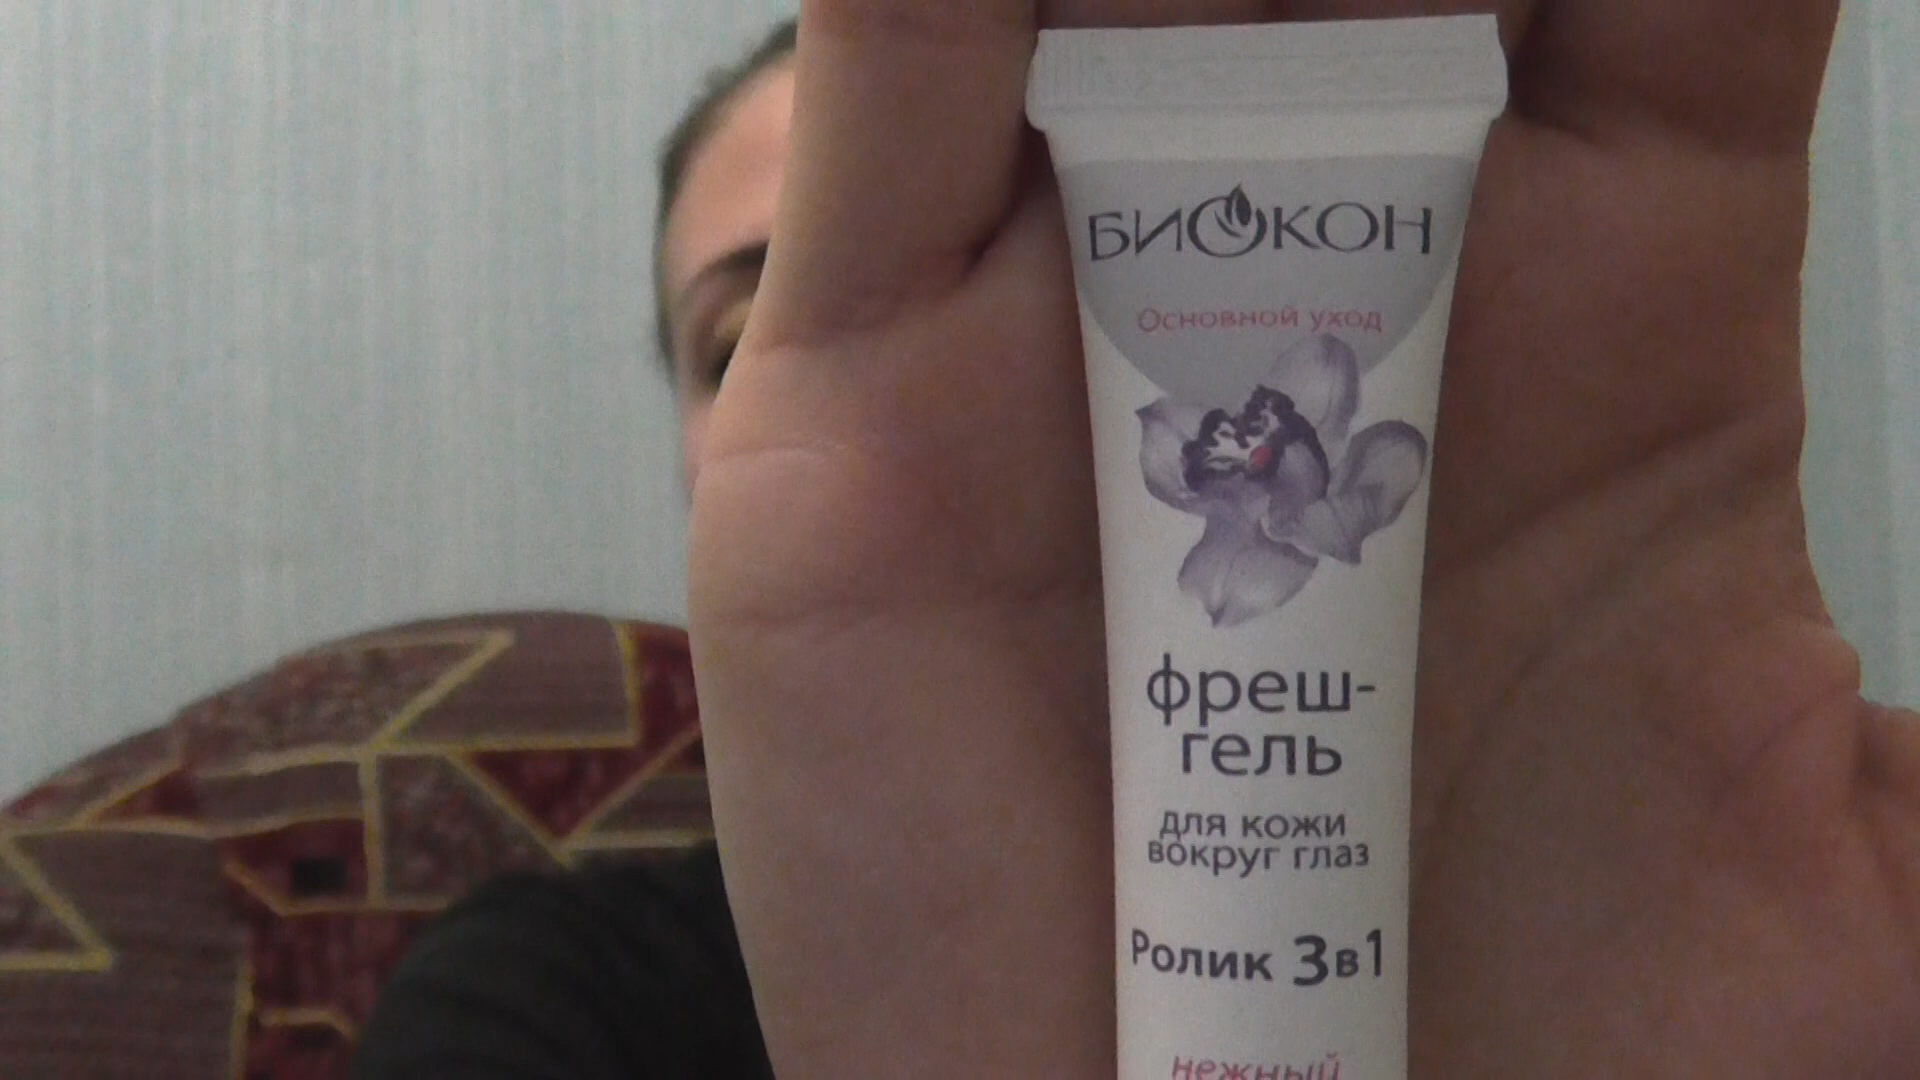 БИОКОН
Основной уход
фреш-
гель
для кожи
вокруг глаз
Ролик 3в1
нежный